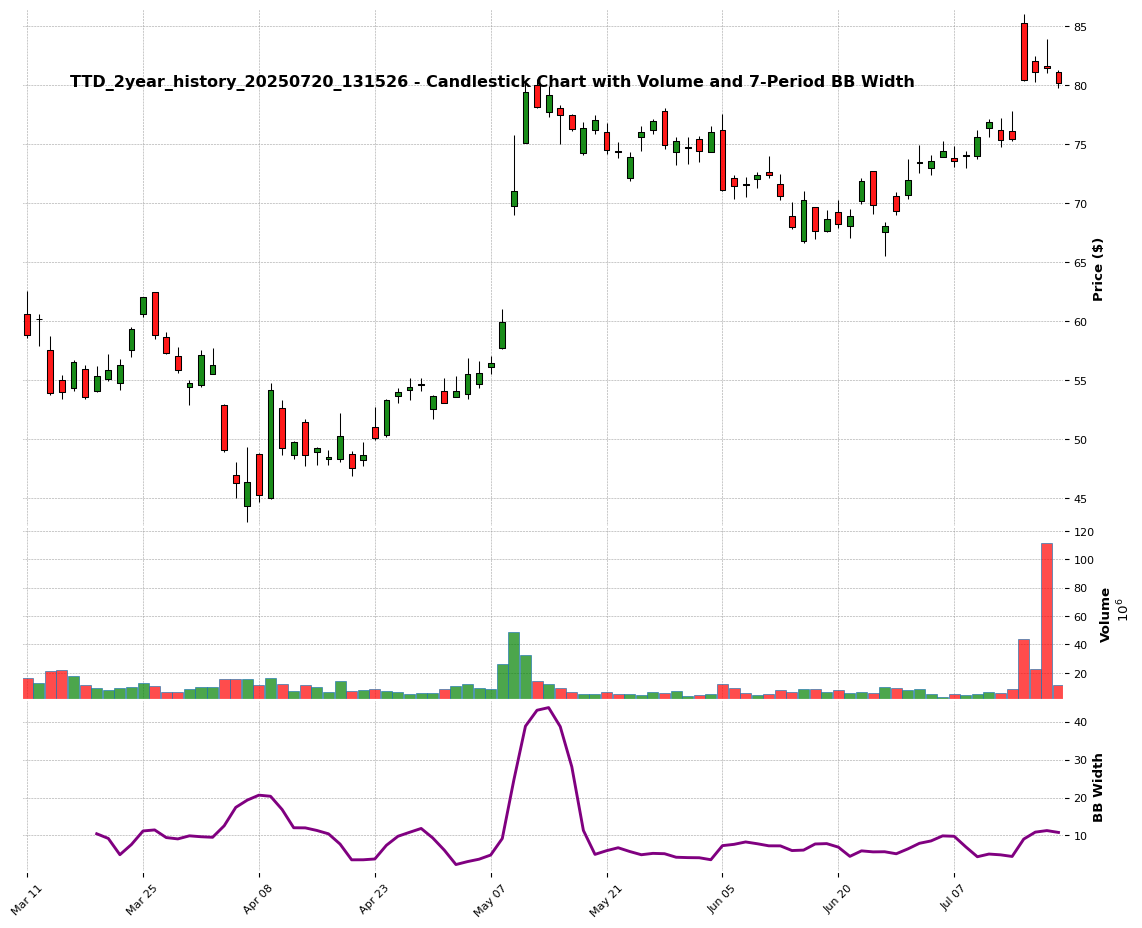 TTD_2year_history_20250720_131526 - Candlestick Chart with Volume and 7-Period BB Width
85
80
75
70
65
60
55
50
45
Price ($)
120
100
80
60
40
20
Volume
10^6
40
30
20
10
BB Width
Mar 11
Mar 25
Apr 08
Apr 23
May 07
May 21
Jun 05
Jun 20
Jul 07